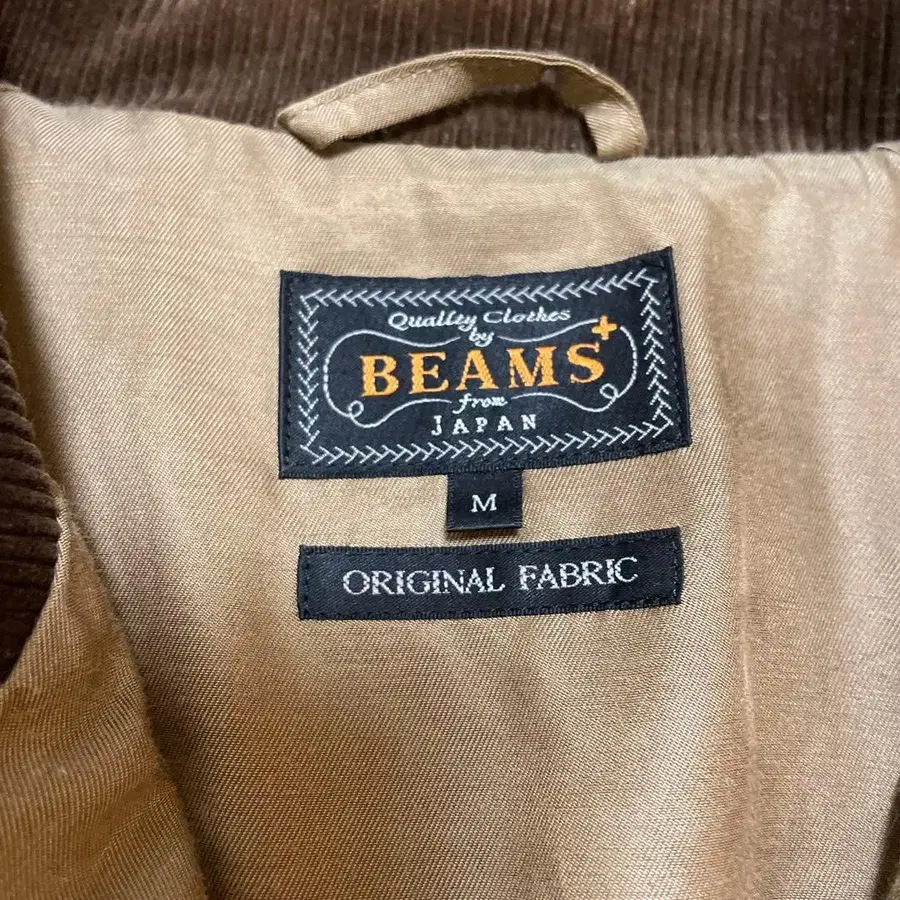 Quality Clothes
by
BEAMS+
from
JAPAN
M
ORIGINAL FABRIC